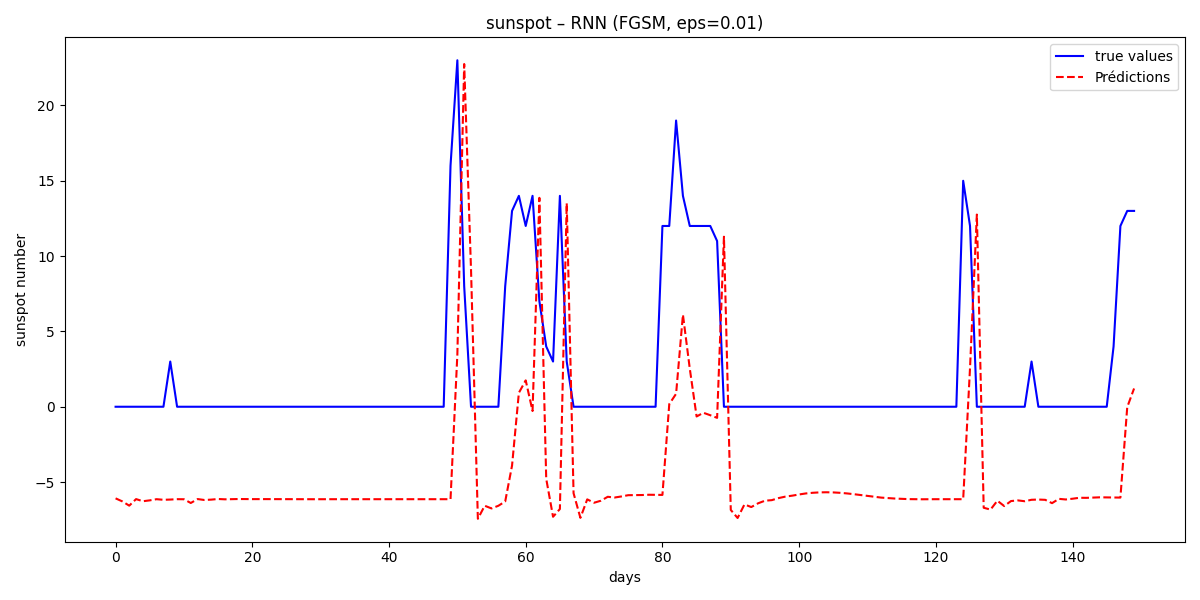 sunspot – RNN (FGSM, eps=0.01)
true values
Prédictions
sunspot number
20
15
10
5
0
−5
0 20 40 60 80 100 120 140
days